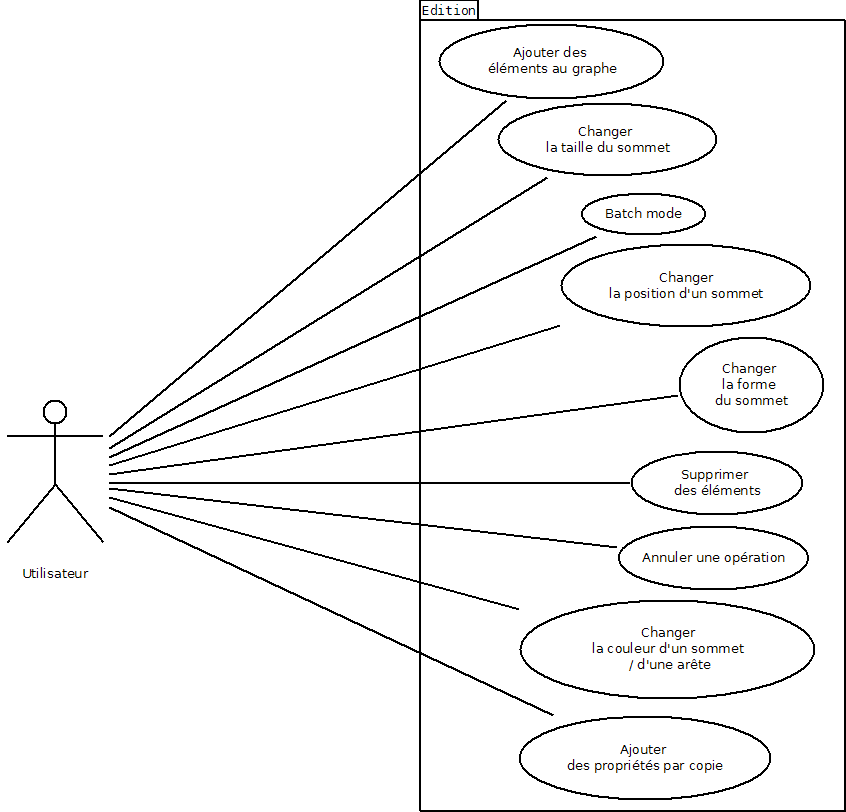 Edition
Ajouter des
éléments au graphe
Changer
la taille du sommet
Batch mode
Changer
la position d'un sommet
Changer
la forme
du sommet
Supprimer
des éléments
Annuler une opération
Utilisateur
Changer
la couleur d'un sommet
/ d'une arête
Ajouter
des propriétés par copie